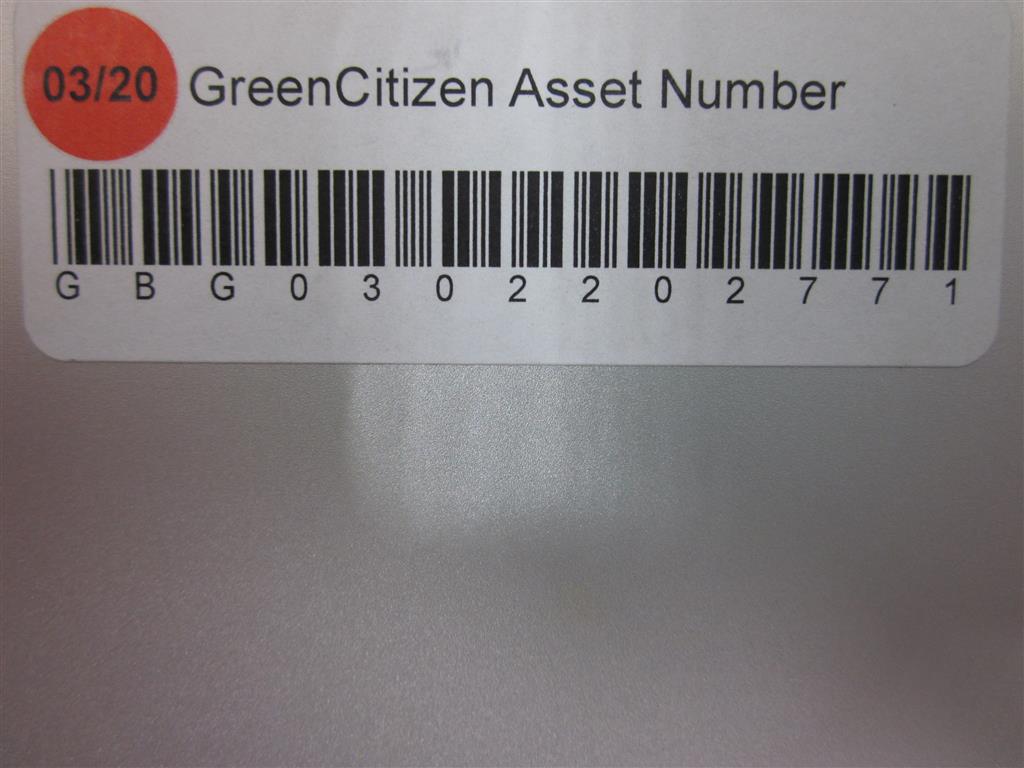 03/20 GreenCitizen Asset Number
G B G 0 3 0 2 2 0 2 7 7 1